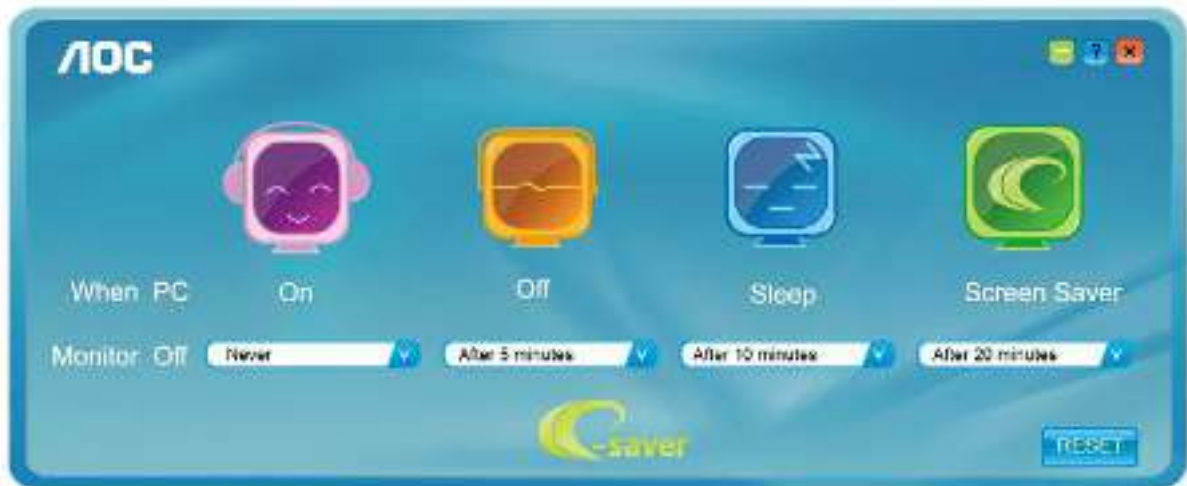 AOC
?
When PC On Off Sleep Screen Saver
Monitor Off Never After 5 minutes After 10 minutes After 20 minutes
e-saver
RESET